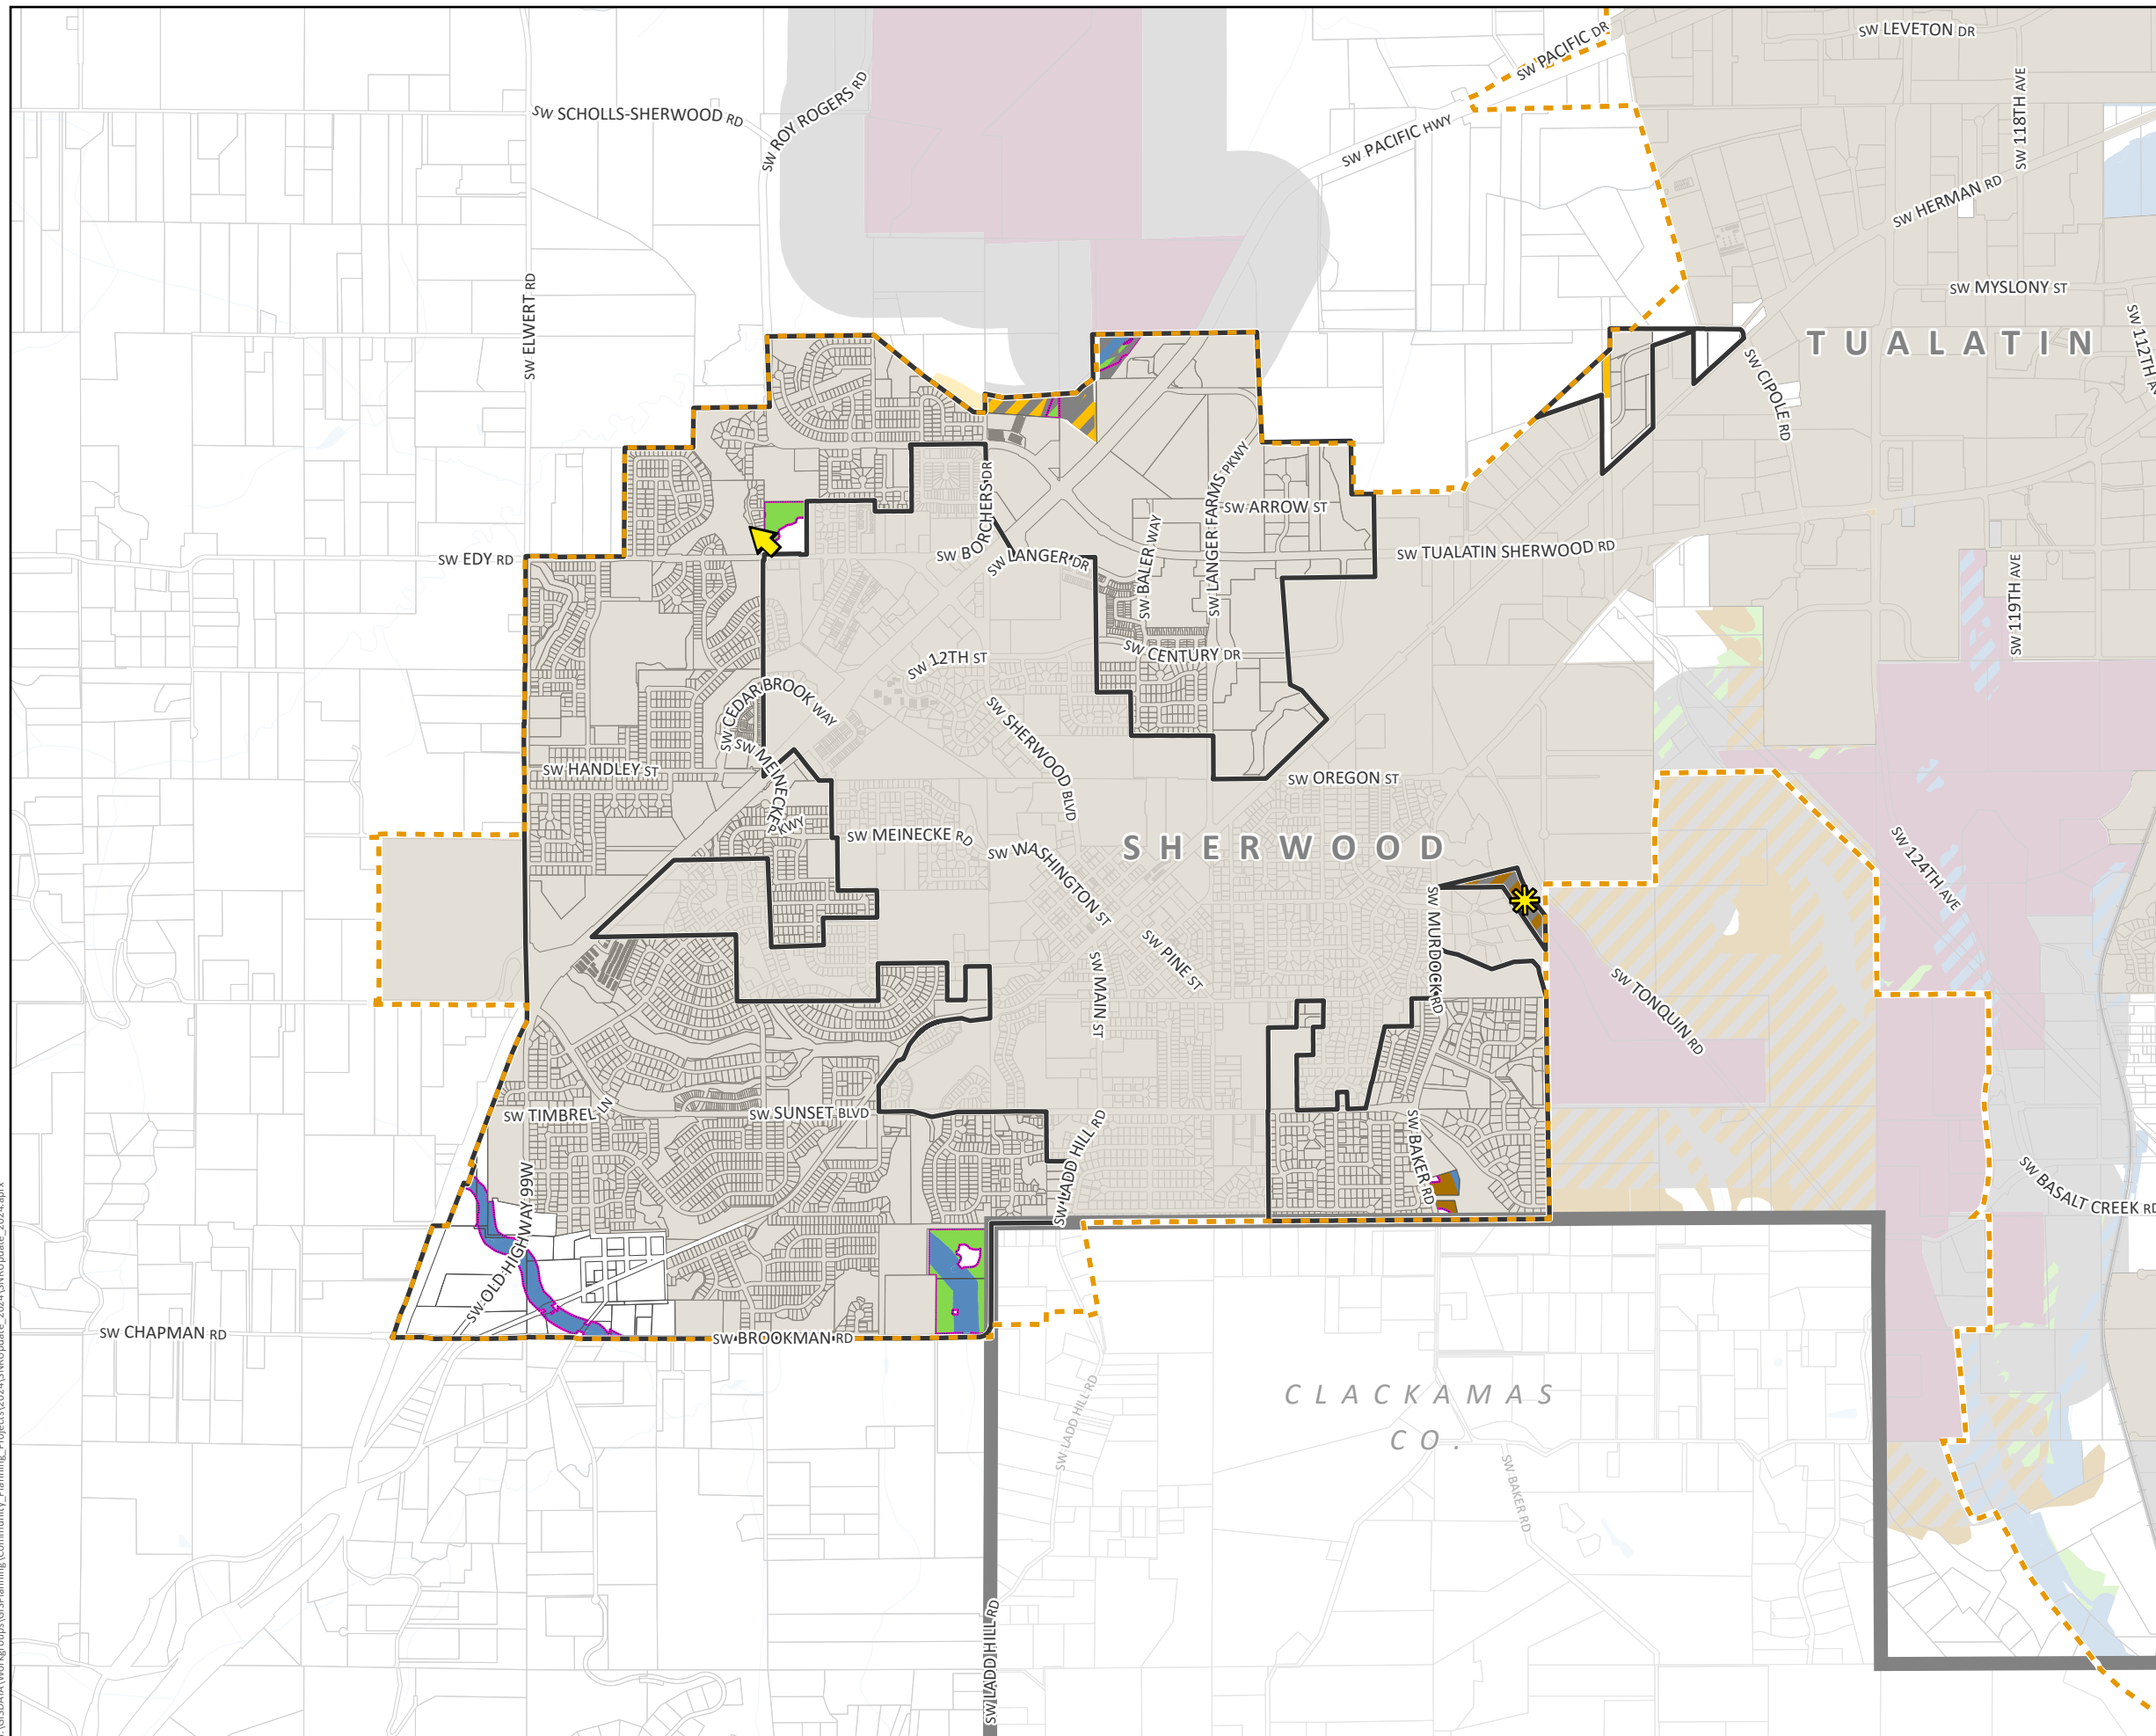 SW LEVETON DR
SW PACIFIC DR
SW ROY ROGERS RD
SW SCHOLLS-SHERWOOD RD
SW PACIFIC HWY
SW 118TH AVE
SW HERMAN RD
SW MYSLONY ST
SW ELWERT RD
TUALATIN
SW 112TH A
SW CIPOLE RD
SW BORCHERS DR
SW LANGER FARMS PKWY
SW ARROW ST
SW EDY RD
SW LANGER DR
SW BALER WAY
SW TUALATIN SHERWOOD RD
SW 119TH AVE
SW 12TH ST
SW CENTURY DR
SW CEDAR BROOK WAY
SW SHERWOOD BLVD
SW HANDLEY ST
SW MEINECKE PKWY
SW OREGON ST
SW MEINECKE RD
SHERWOOD
SW WASHINGTON ST
SW 124TH AVE
SW MURDOCK RD
SW PINE ST
SW MAIN ST
SW TONQUIN RD
SW TIMBREL LN
SW SUNSET BLVD
SW LADD HILL RD
SW BAKER RD
SW BASALT CREEK RD
SW OLD HIGHWAY 99W
SW CHAPMAN RD
SW BROOKMAN RD
CLACKAMAS
CO.
SW LADD HILL RD
SW BAKER RD
SW LADD HILL RD